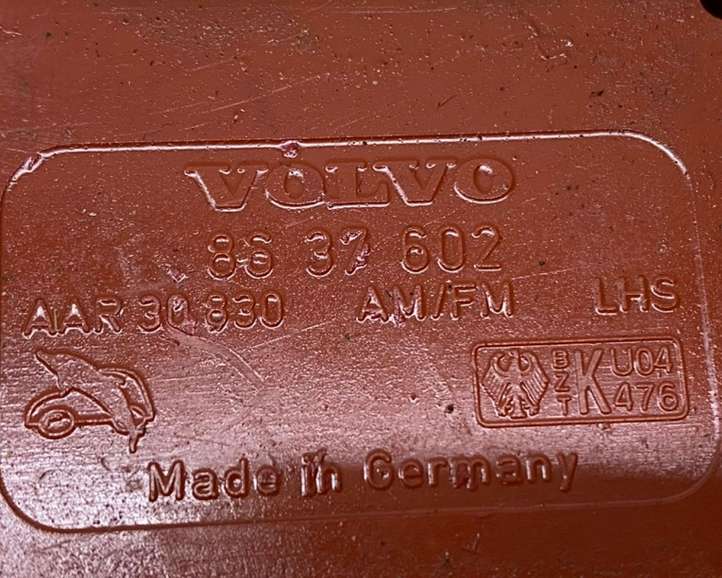 VOLVO
86 37 602
AAR 30.830 AM/FM LHS
BZT K U04
476
Made in Germany